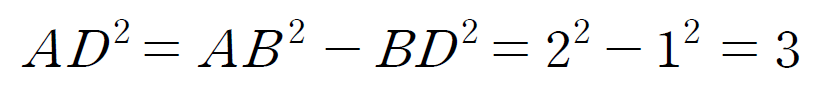 AD² = AB² − BD² = 2² − 1² = 3